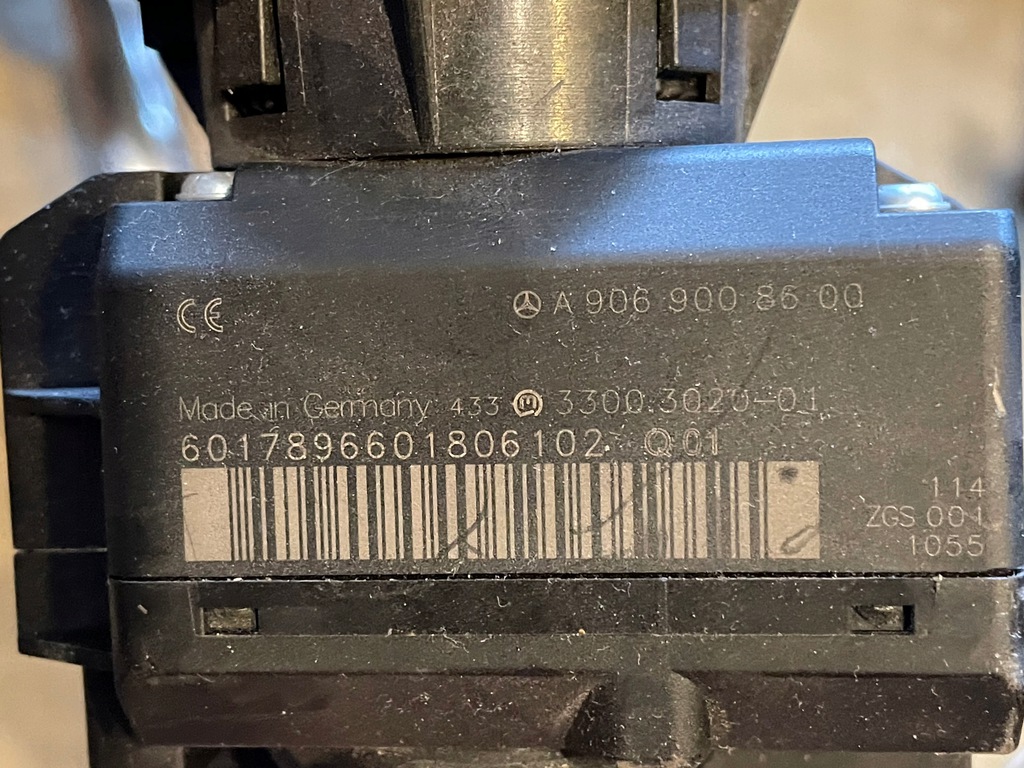 CE
A 906 900 86 00
Made in Germany 433 M 3300.3020-01
6017896601806102 Q01
114
ZGS 001
1055